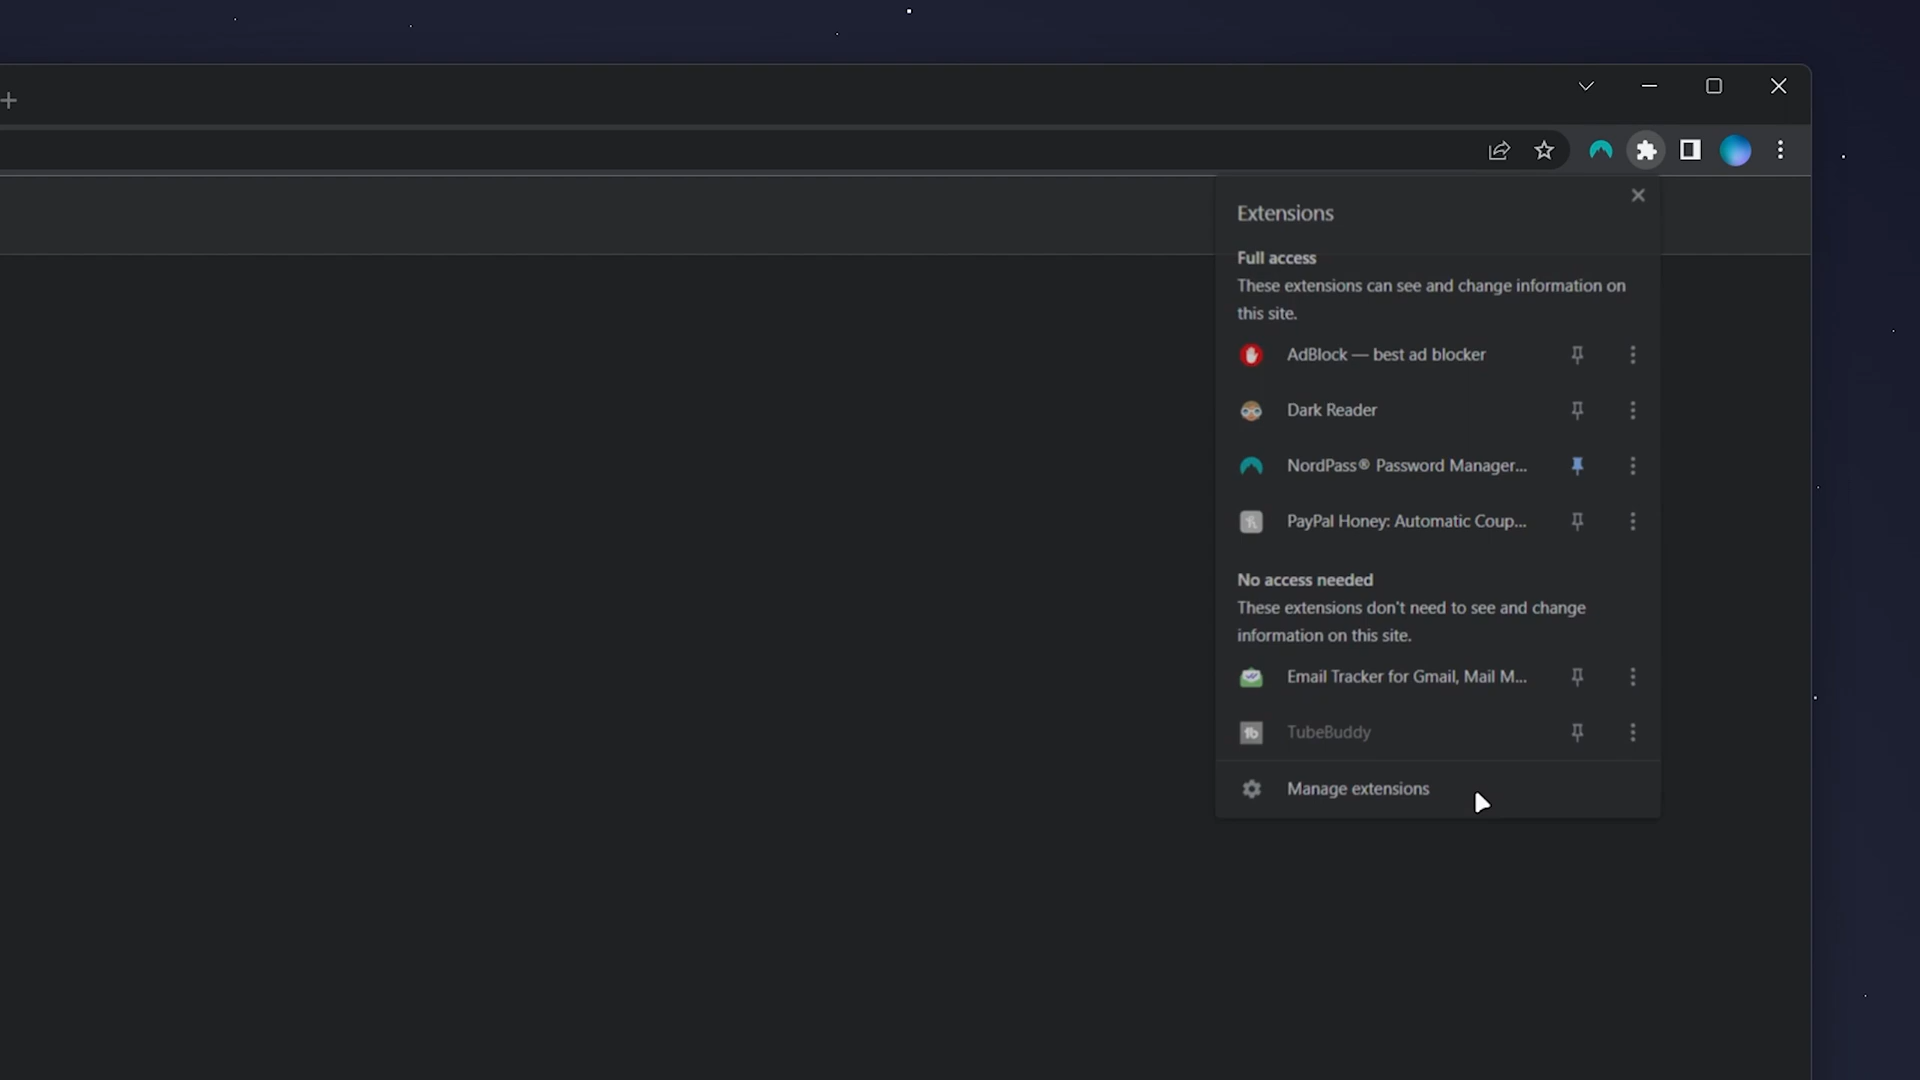 Extensions
Full access
These extensions can see and change information on
this site.
AdBlock — best ad blocker
Dark Reader
NordPass® Password Manager...
PayPal Honey: Automatic Coup...
No access needed
These extensions don't need to see and change
information on this site.
Email Tracker for Gmail, Mail M...
tb TubeBuddy
Manage extensions